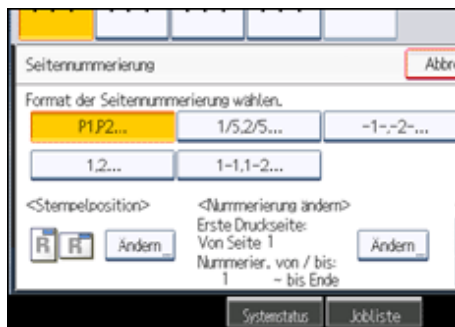 Seitennummerierung
Abbre
Format der Seitennummerierung wählen.
P1,P2...
1/5,2/5...
-1-,-2-...
1,2...
1-1,1-2...
<Stempelposition>
<Nummerierung ändern>
R R
Ändern
Erste Druckseite:
Von Seite 1
Nummerier. von / bis:
1 ~ bis Ende
Ändern
Systemstatus
Jobliste